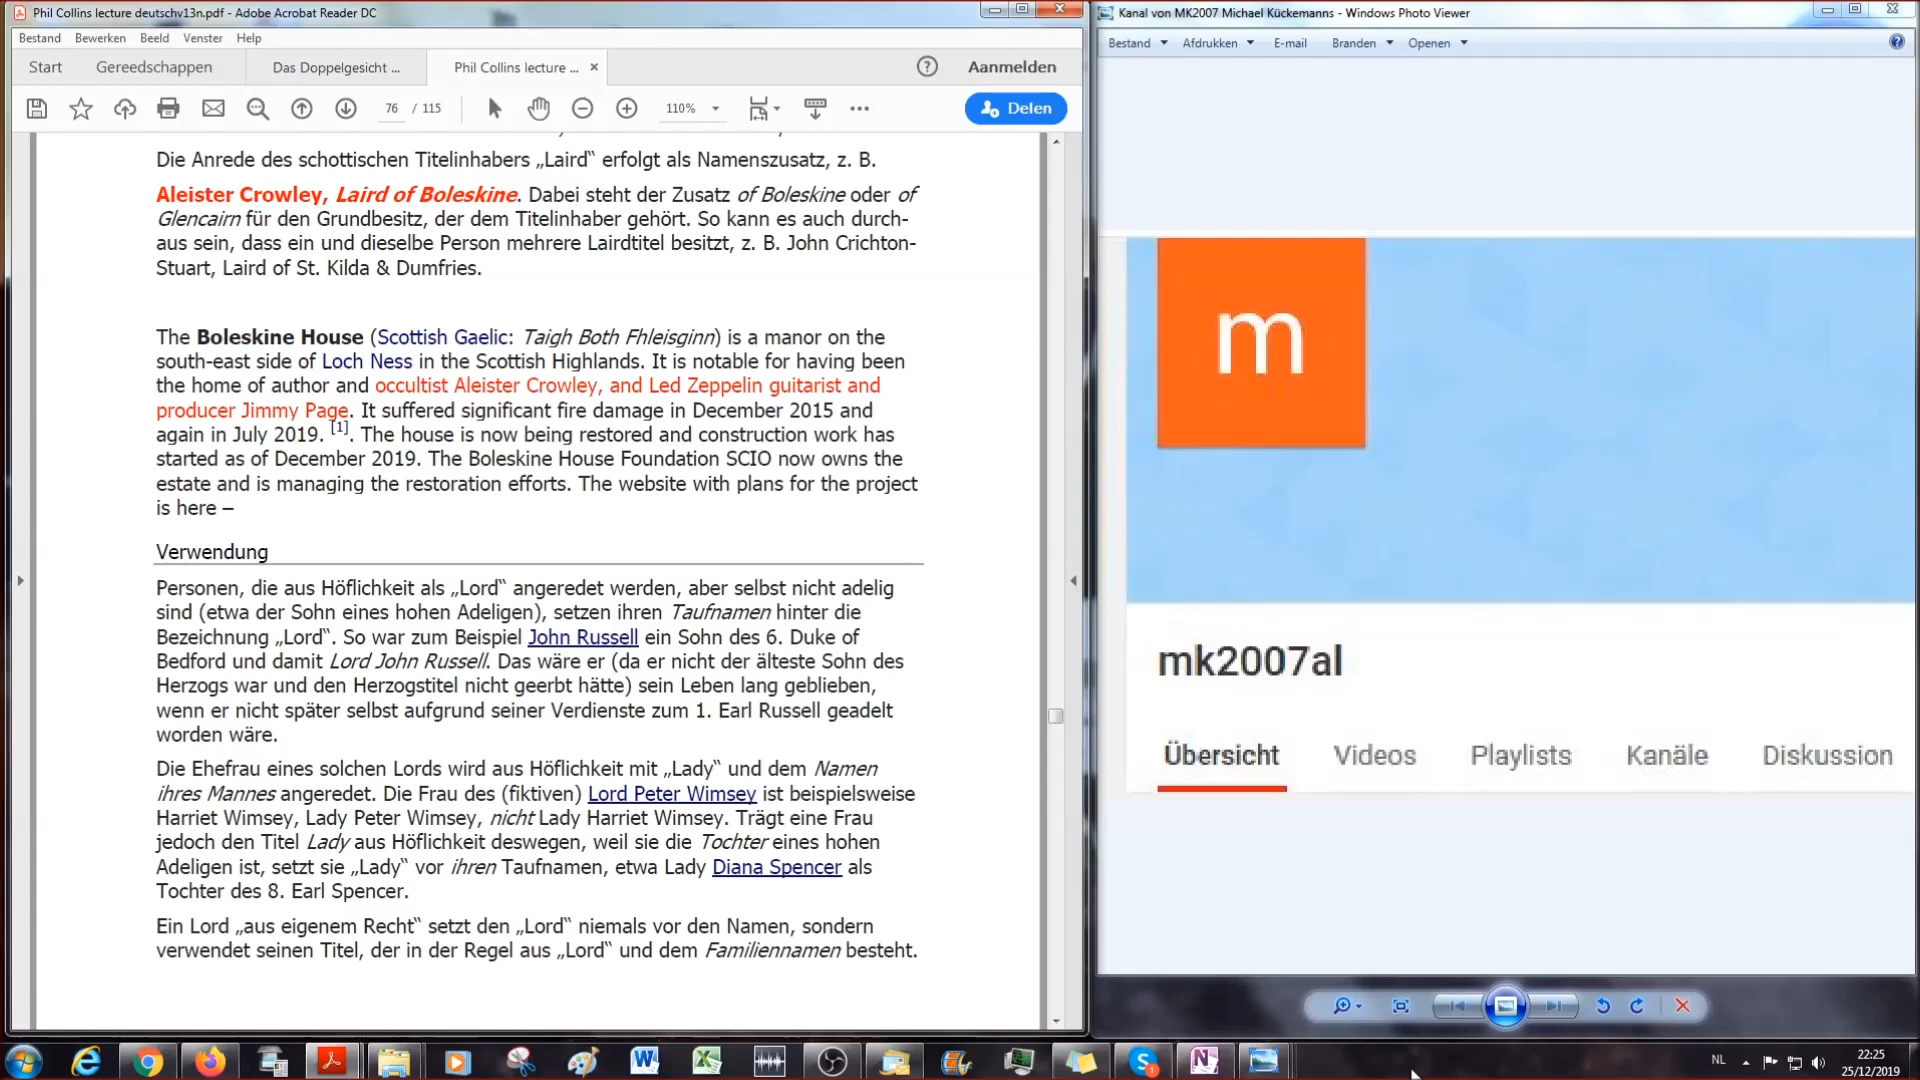 Phil Collins lecture deutschv13n.pdf - Adobe Acrobat Reader DC
Bestand Bewerken Beeld Venster Help
Start Gereedschappen Das Doppelgesicht ... Phil Collins lecture ... × ? Aanmelden
76 / 115 110% Delen
Die Anrede des schottischen Titelinhabers „Laird“ erfolgt als Namenszusatz, z. B.
Aleister Crowley, Laird of Boleskine. Dabei steht der Zusatz of Boleskine oder of
Glencairn für den Grundbesitz, der dem Titelinhaber gehört. So kann es auch durch-
aus sein, dass ein und dieselbe Person mehrere Lairdtitel besitzt, z. B. John Crichton-
Stuart, Laird of St. Kilda & Dumfries.
The Boleskine House (Scottish Gaelic: Taigh Both Fhleisginn) is a manor on the
south-east side of Loch Ness in the Scottish Highlands. It is notable for having been
the home of author and occultist Aleister Crowley, and Led Zeppelin guitarist and
producer Jimmy Page. It suffered significant fire damage in December 2015 and
again in July 2019. [1]. The house is now being restored and construction work has
started as of December 2019. The Boleskine House Foundation SCIO now owns the
estate and is managing the restoration efforts. The website with plans for the project
is here –
Verwendung
Personen, die aus Höflichkeit als „Lord“ angeredet werden, aber selbst nicht adelig
sind (etwa der Sohn eines hohen Adeligen), setzen ihren Taufnamen hinter die
Bezeichnung „Lord“. So war zum Beispiel John Russell ein Sohn des 6. Duke of
Bedford und damit Lord John Russell. Das wäre er (da er nicht der älteste Sohn des
Herzogs war und den Herzogstitel nicht geerbt hätte) sein Leben lang geblieben,
wenn er nicht später selbst aufgrund seiner Verdienste zum 1. Earl Russell geadelt
worden wäre.
Die Ehefrau eines solchen Lords wird aus Höflichkeit mit „Lady“ und dem Namen
ihres Mannes angeredet. Die Frau des (fiktiven) Lord Peter Wimsey ist beispielsweise
Harriet Wimsey, Lady Peter Wimsey, nicht Lady Harriet Wimsey. Trägt eine Frau
jedoch den Titel Lady aus Höflichkeit deswegen, weil sie die Tochter eines hohen
Adeligen ist, setzt sie „Lady“ vor ihren Taufnamen, etwa Lady Diana Spencer als
Tochter des 8. Earl Spencer.
Ein Lord „aus eigenem Recht“ setzt den „Lord“ niemals vor den Namen, sondern
verwendet seinen Titel, der in der Regel aus „Lord“ und dem Familiennamen besteht.
Kanal von MK2007 Michael Kückemanns - Windows Photo Viewer
Bestand Afdrukken E-mail Branden Openen
m
mk2007al
Übersicht Videos Playlists Kanäle Diskussion
NL 22:25
25/12/2019